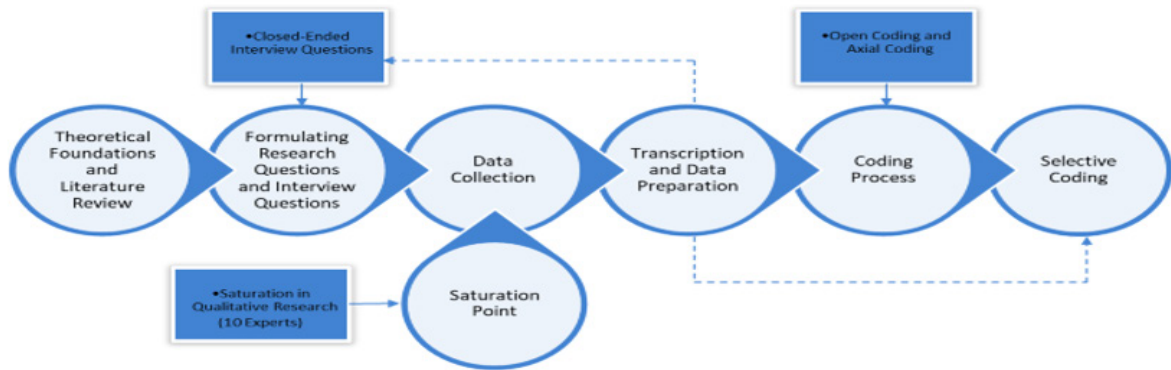 •Closed-Ended
Interview Questions
•Open Coding and
Axial Coding
Theoretical
Foundations
and
Literature
Review
Formulating
Research
Questions
and Interview
Questions
Data
Collection
Transcription
and Data
Preparation
Coding
Process
Selective
Coding
•Saturation in
Qualitative Research
(10 Experts)
Saturation
Point